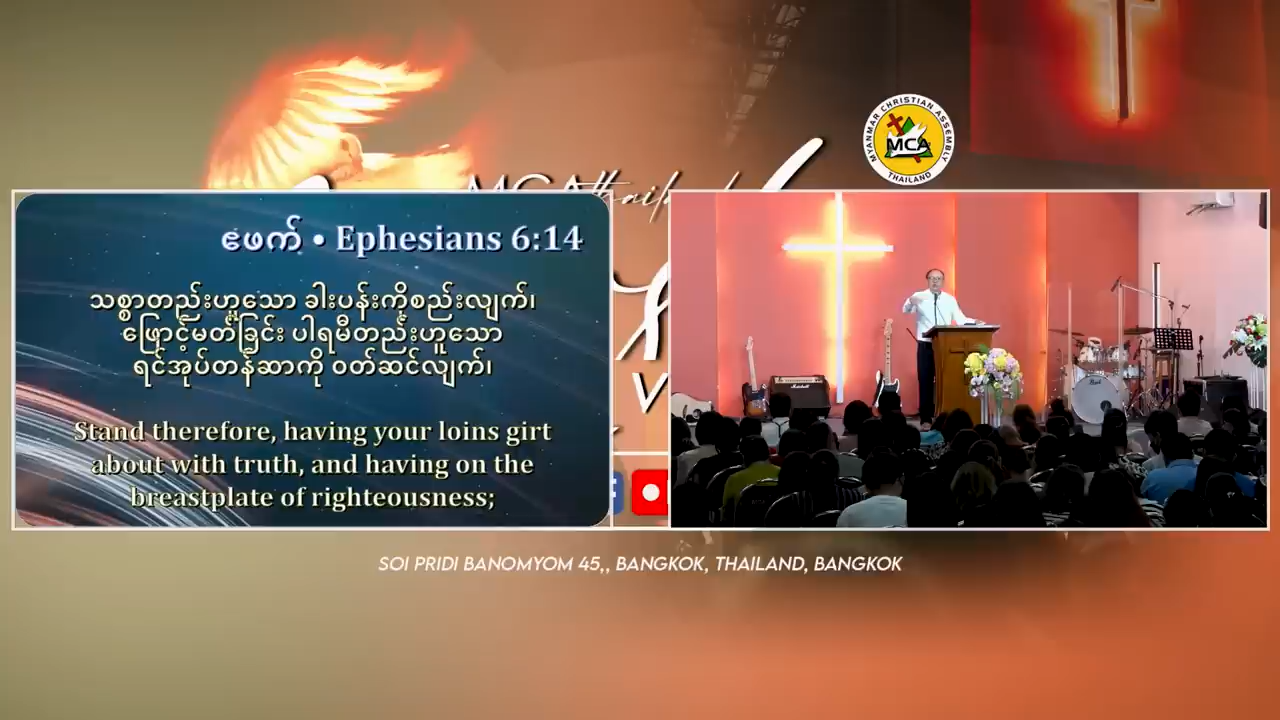 MYANMAR CHRISTIAN ASSEMBLY
MCA
THAILAND
MCA thailand
ဧဖက် • Ephesians 6:14
သစ္စာတည်းဟူသော ခါးပန်းကိုစည်းလျက်၊
ဖြောင့်မတ်ခြင်း ပါရမီတည်းဟူသော
ရင်အုပ်တန်ဆာကို ဝတ်ဆင်လျက်၊
Stand therefore, having your loins girt
about with truth, and having on the
breastplate of righteousness;
SOI PRIDI BANOMYOM 45,, BANGKOK, THAILAND, BANGKOK